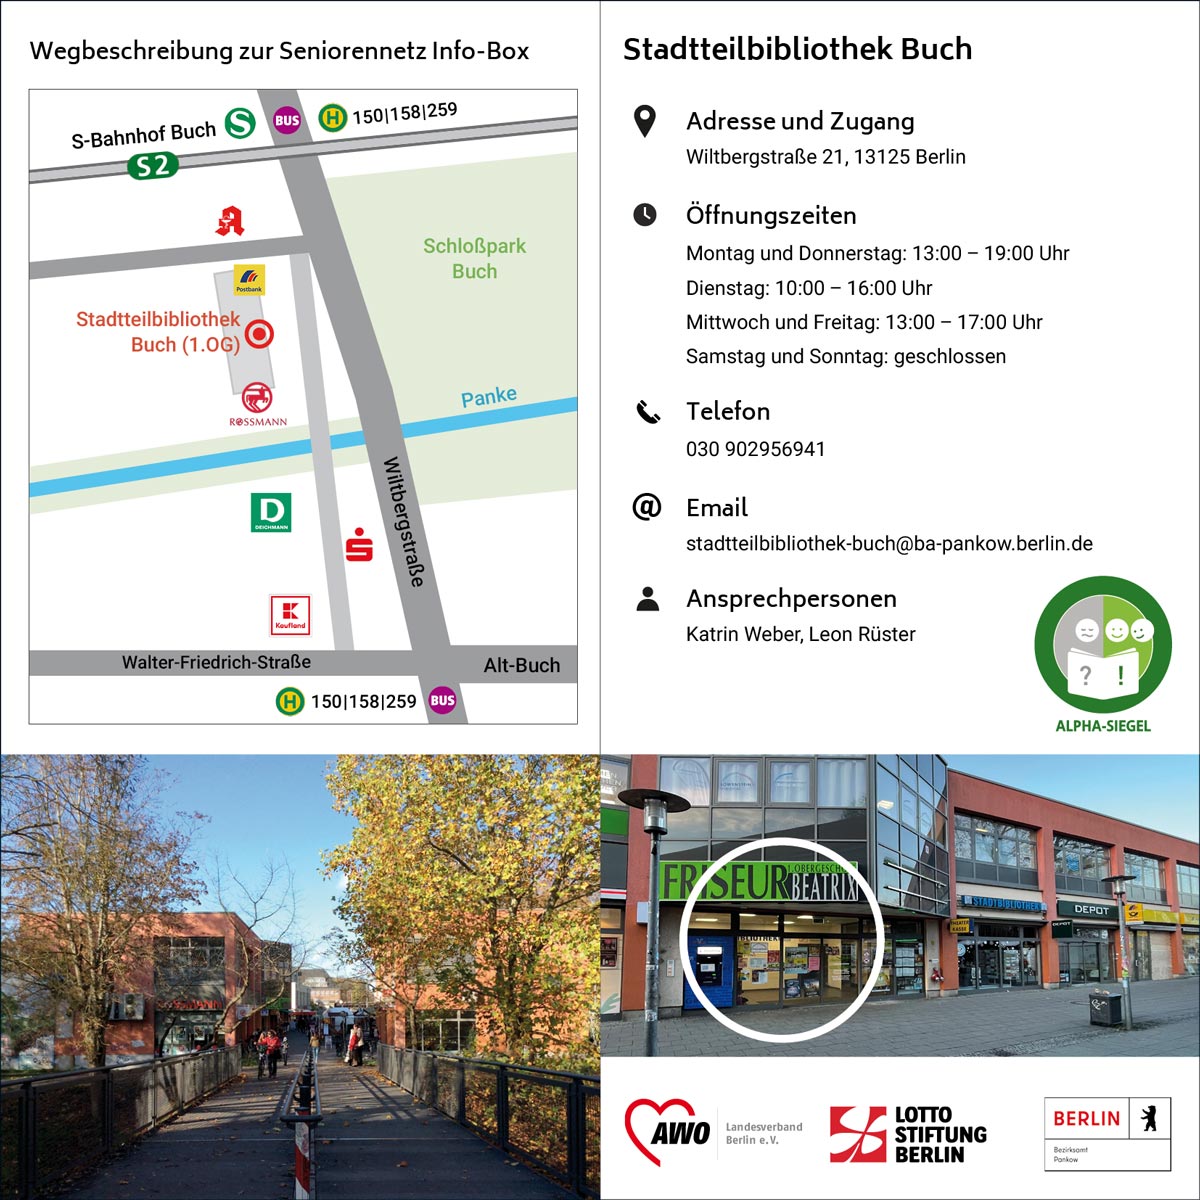 Wegbeschreibung zur Seniorennetz Info-Box
S-Bahnhof Buch
S
BUS
H
150|158|259
S2
A
Schloßpark
Buch
Postbank
Stadtteilbibliothek
Buch (1.OG)
ROSSMANN
Panke
Wiltbergstraße
D
DEICHMANN
S
K
Kaufland
Walter-Friedrich-Straße
Alt-Buch
H
150|158|259
BUS
Stadtteilbibliothek Buch
Adresse und Zugang
Wiltbergstraße 21, 13125 Berlin
Öffnungszeiten
Montag und Donnerstag: 13:00 – 19:00 Uhr
Dienstag: 10:00 – 16:00 Uhr
Mittwoch und Freitag: 13:00 – 17:00 Uhr
Samstag und Sonntag: geschlossen
Telefon
030 902956941
@
Email
stadtteilbibliothek-buch@ba-pankow.berlin.de
Ansprechpersonen
Katrin Weber, Leon Rüster
? !
ALPHA-SIEGEL
FRISEUR
1.OBERGESCHOSS
BEATRIX
STADTBIBLIOTHEK
THEATER
KASSE
DEPOT
DEPOT
AWO
Landesverband
Berlin e.V.
LOTTO
STIFTUNG
BERLIN
BERLIN
Bezirksamt
Pankow